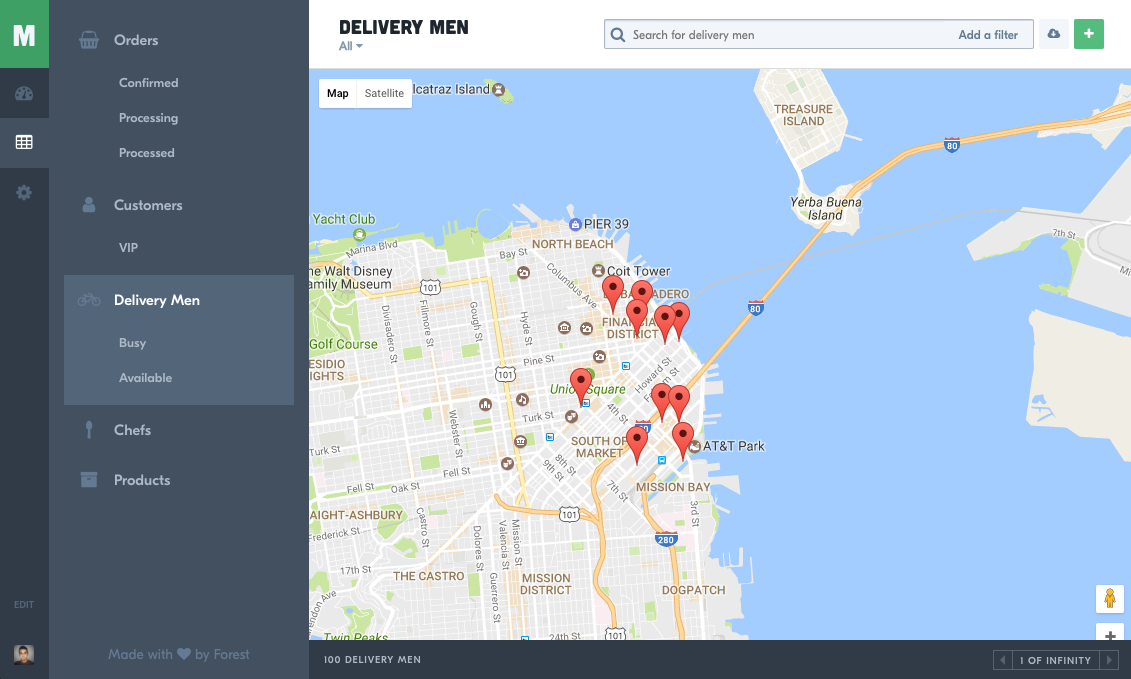 M
Orders
Confirmed
Processing
Processed
Customers
VIP
Delivery Men
Busy
Available
Chefs
Products
EDIT
Made with by Forest
DELIVERY MEN
All
Search for delivery men
Add a filter
Map
Satellite
lcatraz Island
TREASURE
ISLAND
80
Yerba Buena
Island
7th St
Yacht Club
PIER 39
Marina Blvd
Bay St
NORTH BEACH
he Walt Disney
amily Museum
101
Columbus Ave
Coit Tower
ADERO
80
Divisadero St
Fillmore St
Gough St
Hyde St
FINANCIAL
DISTRICT
Golf Course
ESIDIO
IGHTS
Pine St
101
Howard St
Union Square
Webster St
Turk St
4th St
SOUTH OF
MARKET
AT&T Park
Turk St
8th St
9th St
Fell St
Fell St
Oak St
7th St
MISSION BAY
AIGHT-ASHBURY
101
3rd St
Frederick St
Castro St
Dolores St
Valencia St
Mission St
280
17th St
THE CASTRO
MISSION
DISTRICT
Guerrero St
DOGPATCH
Twin Peaks
24th St
101
100 DELIVERY MEN
1 OF INFINITY